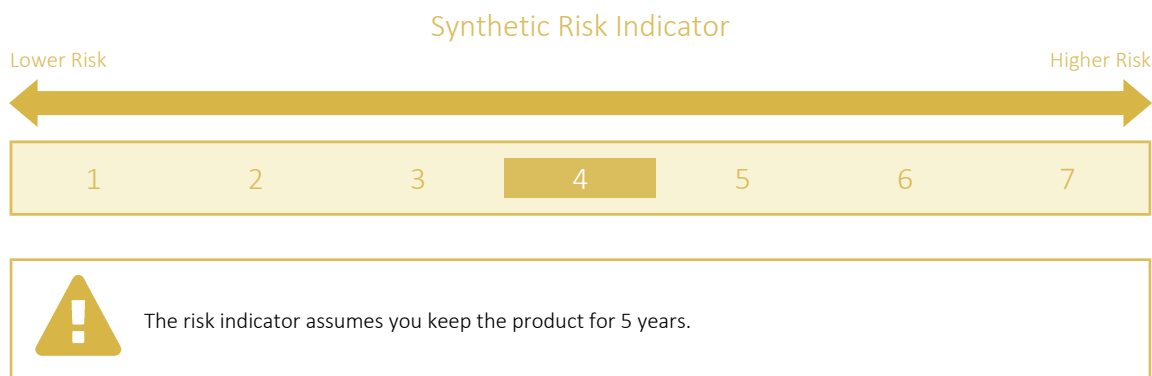 Synthetic Risk Indicator
Lower Risk Higher Risk
1 2 3 4 5 6 7
The risk indicator assumes you keep the product for 5 years.